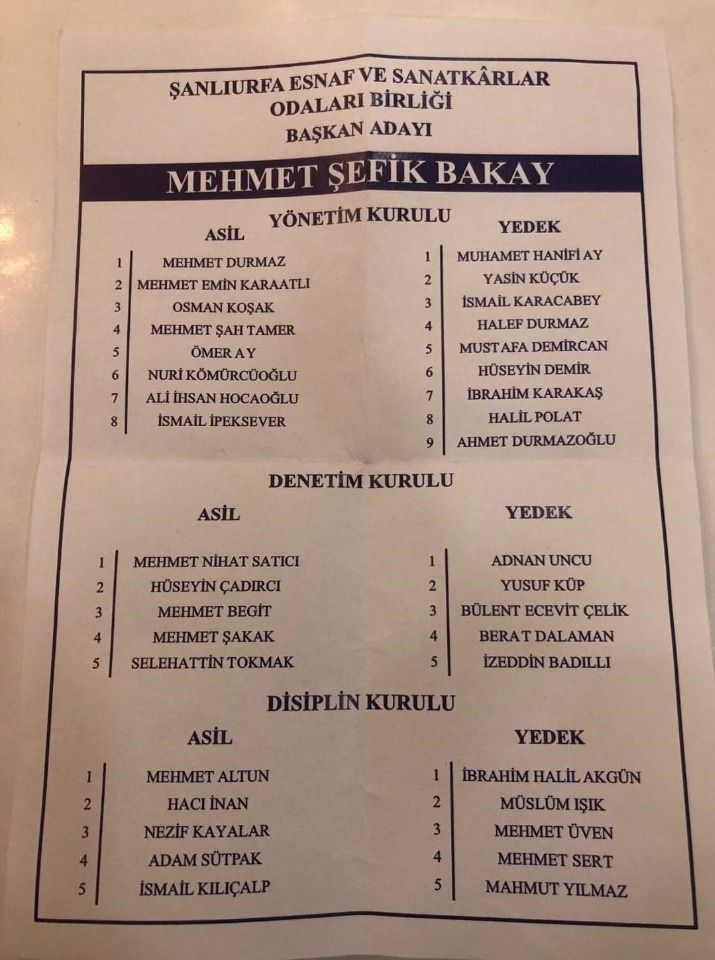 ŞANLIURFA ESNAF VE SANATKÂRLAR
ODALARI BİRLİĞİ
BAŞKAN ADAYI
MEHMET ŞEFİK BAKAY
YÖNETİM KURULU
ASİL
1 MEHMET DURMAZ
2 MEHMET EMİN KARAATLI
3 OSMAN KOŞAK
4 MEHMET ŞAH TAMER
5 ÖMER AY
6 NURİ KÖMÜRCÜOĞLU
7 ALİ İHSAN HOCAOĞLU
8 İSMAİL İPEKSEVER
YEDEK
1 MUHAMET HANİFİ AY
2 YASİN KÜÇÜK
3 İSMAİL KARACABEY
4 HALEF DURMAZ
5 MUSTAFA DEMİRCAN
6 HÜSEYİN DEMİR
7 İBRAHİM KARAKAŞ
8 HALİL POLAT
9 AHMET DURMAZOĞLU
DENETİM KURULU
ASİL
1 MEHMET NİHAT SATICI
2 HÜSEYİN ÇADIRCI
3 MEHMET BEGİT
4 MEHMET ŞAKAK
5 SELEHATTİN TOKMAK
YEDEK
1 ADNAN UNCU
2 YUSUF KÜP
3 BÜLENT ECEVİT ÇELİK
4 BERAT DALAMAN
5 İZEDDİN BADILLI
DİSİPLİN KURULU
ASİL
1 MEHMET ALTUN
2 HACI İNAN
3 NEZİF KAYALAR
4 ADAM SÜTPAK
5 İSMAİL KILIÇALP
YEDEK
1 İBRAHİM HALİL AKGÜN
2 MÜSLÜM IŞIK
3 MEHMET ÜVEN
4 MEHMET SERT
5 MAHMUT YILMAZ